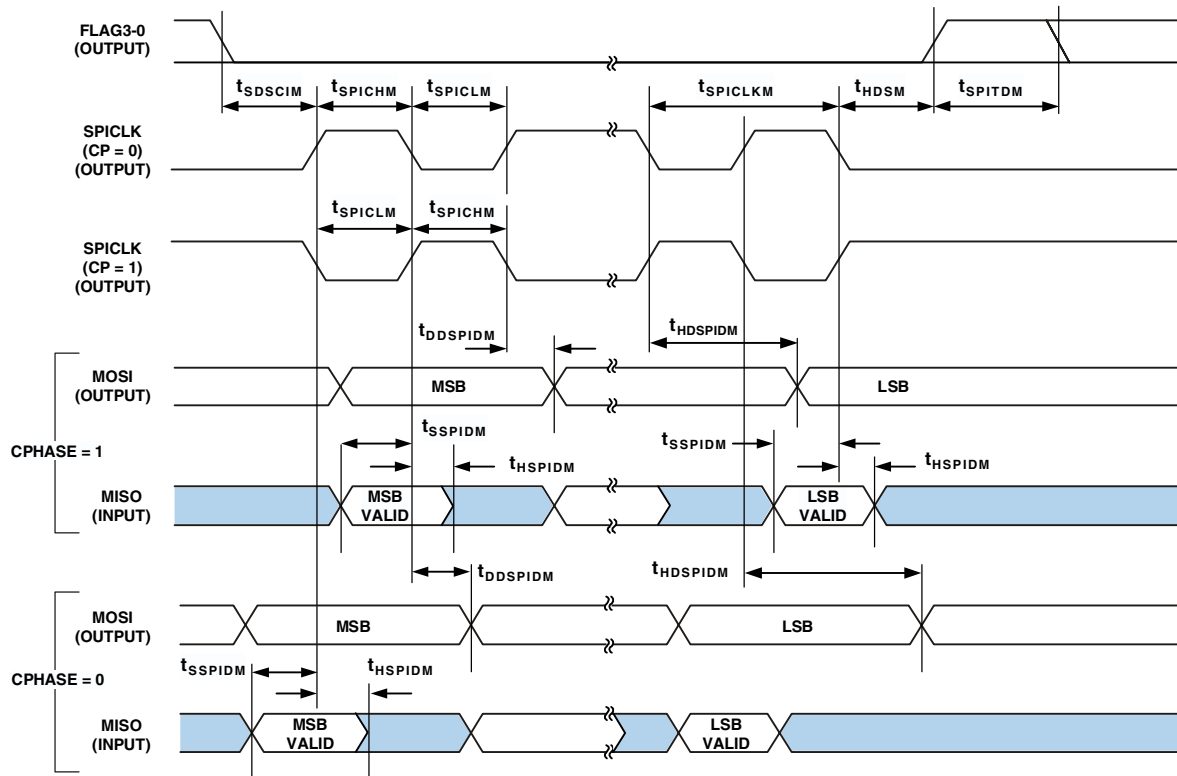 FLAG3-0
(OUTPUT)
tSDSCIM tSPICHM tSPICLM tSPICLKM tHDSM tSPITDM
SPICLK
(CP = 0)
(OUTPUT)
tSPICLM tSPICHM
SPICLK
(CP = 1)
(OUTPUT)
tDDSPIDM tHDSPIDM
MOSI
(OUTPUT)
MSB LSB
CPHASE = 1
tSSPIDM tHSPIDM tSSPIDM tHSPIDM
MISO
(INPUT)
MSB
VALID
LSB
VALID
tDDSPIDM tHDSPIDM
MOSI
(OUTPUT)
MSB LSB
CPHASE = 0
tSSPIDM tHSPIDM
MISO
(INPUT)
MSB
VALID
LSB
VALID